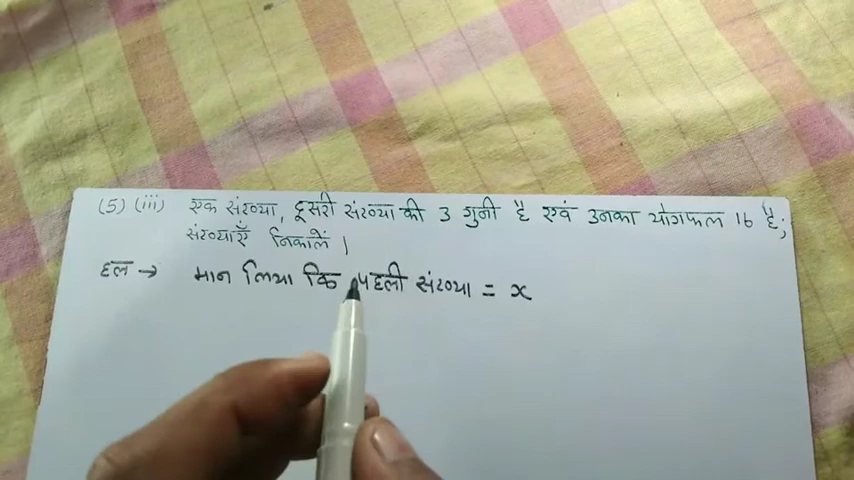 (5) (iii) एक संख्या, दूसरी संख्या की 3 गुनी है एवं उनका योगफल 16 है;
संख्याएँ निकालें।
हल → मान लिया कि पहली संख्या = x